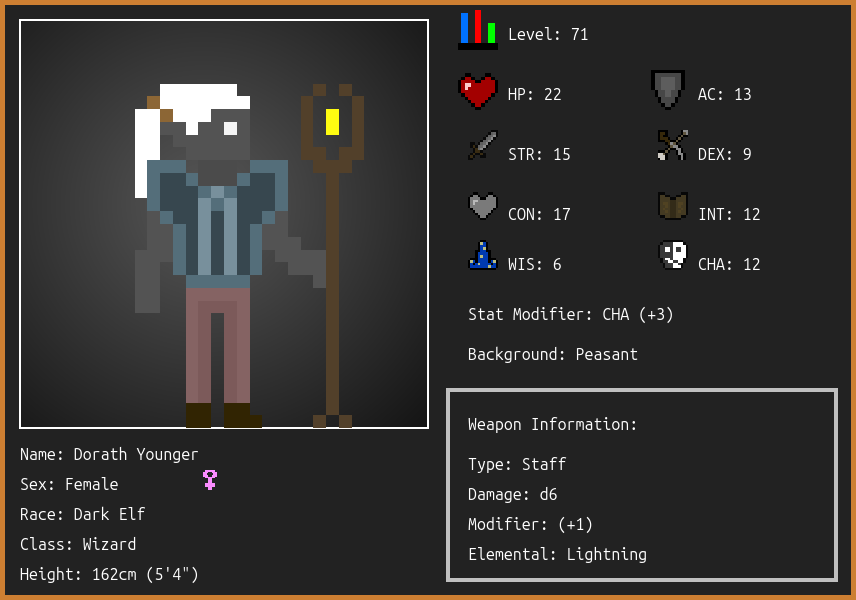 Level: 71
HP: 22
AC: 13
STR: 15
DEX: 9
CON: 17
INT: 12
WIS: 6
CHA: 12
Stat Modifier: CHA (+3)
Background: Peasant
Weapon Information:
Type: Staff
Damage: d6
Modifier: (+1)
Elemental: Lightning
Name: Dorath Younger
Sex: Female
Race: Dark Elf
Class: Wizard
Height: 162cm (5'4")